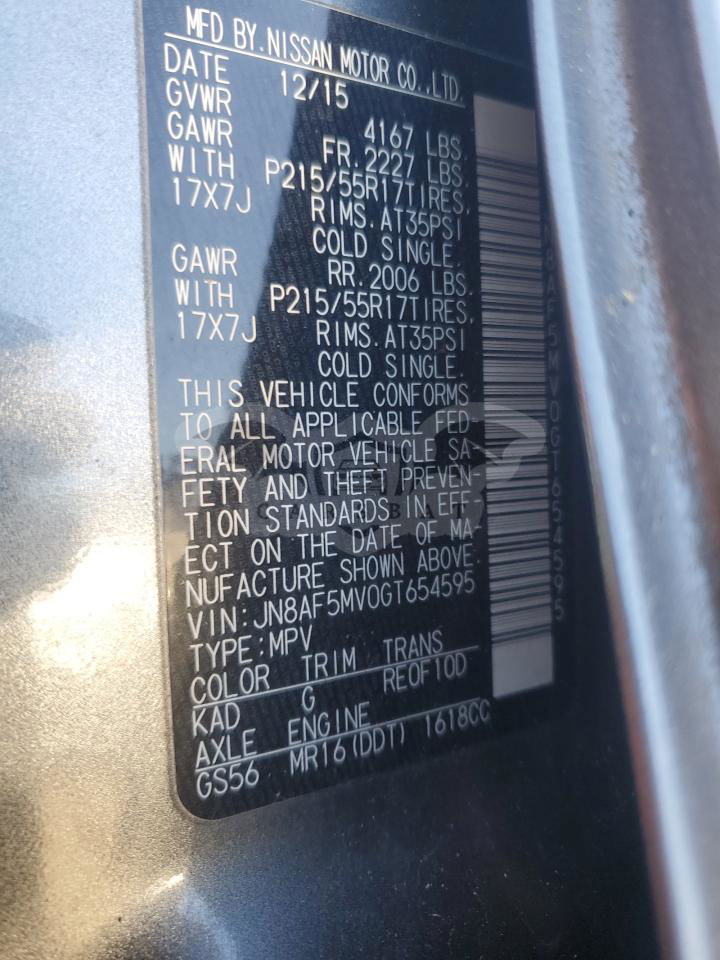 MFD BY.NISSAN MOTOR CO.,LTD.
DATE 12/15
GVWR 4167 LBS.
GAWR FR.2227 LBS.
WITH P215/55R17TIRES,
17X7J RIMS.AT35PSI
COLD SINGLE.
GAWR RR.2006 LBS.
WITH P215/55R17TIRES,
17X7J RIMS.AT35PSI
COLD SINGLE.
THIS VEHICLE CONFORMS
TO ALL APPLICABLE FED-
ERAL MOTOR VEHICLE SA-
FETY AND THEFT PREVEN-
TION STANDARDS IN EFF-
ECT ON THE DATE OF MA-
NUFACTURE SHOWN ABOVE.
VIN:JN8AF5MV0GT654595
TYPE:MPV
COLOR TRIM TRANS
KAD G RE0F10D
AXLE ENGINE
GS56 MR16(DDT) 1618CC
N8AF5MV0GT654595
CARBAT